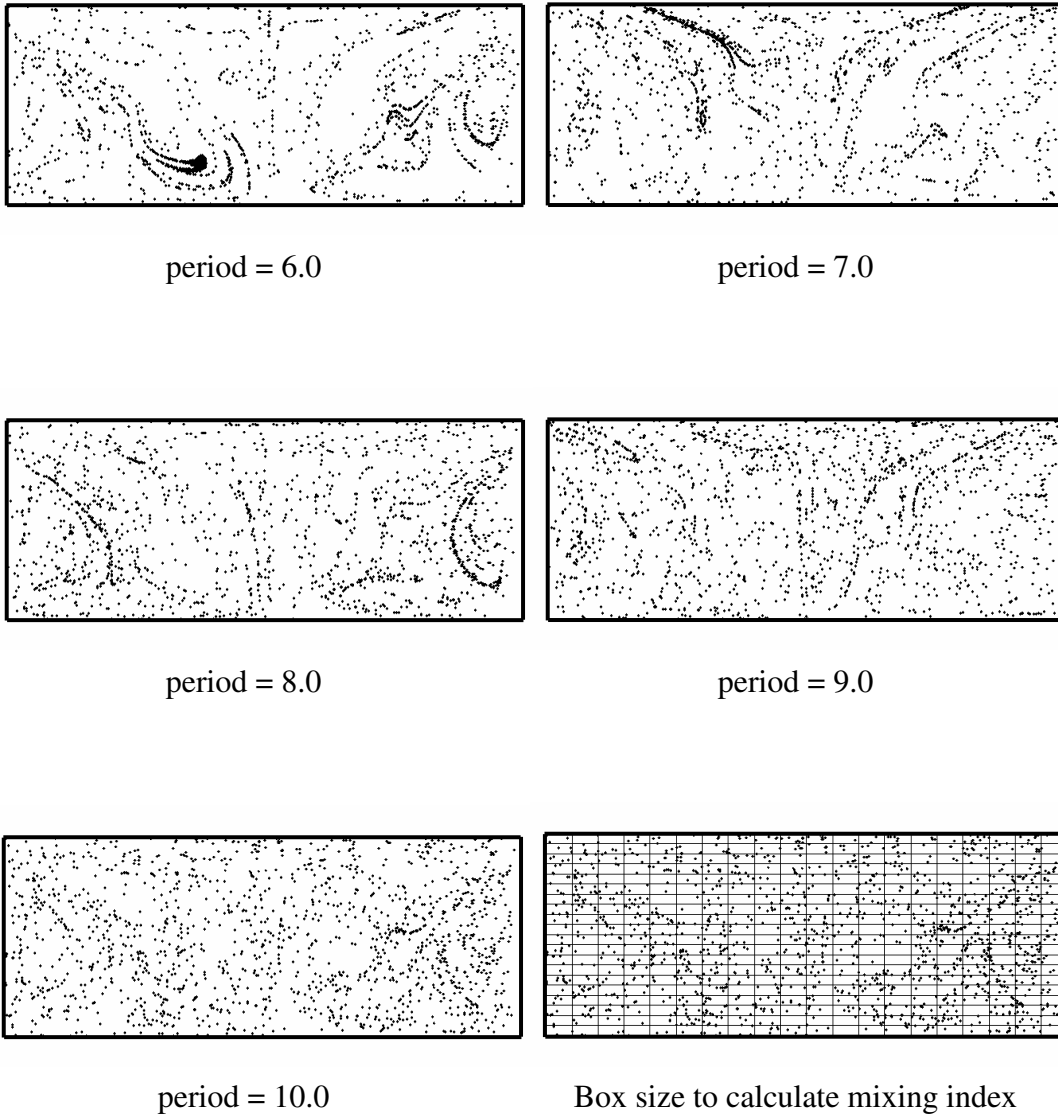 period = 6.0
period = 7.0
period = 8.0
period = 9.0
period = 10.0
Box size to calculate mixing index